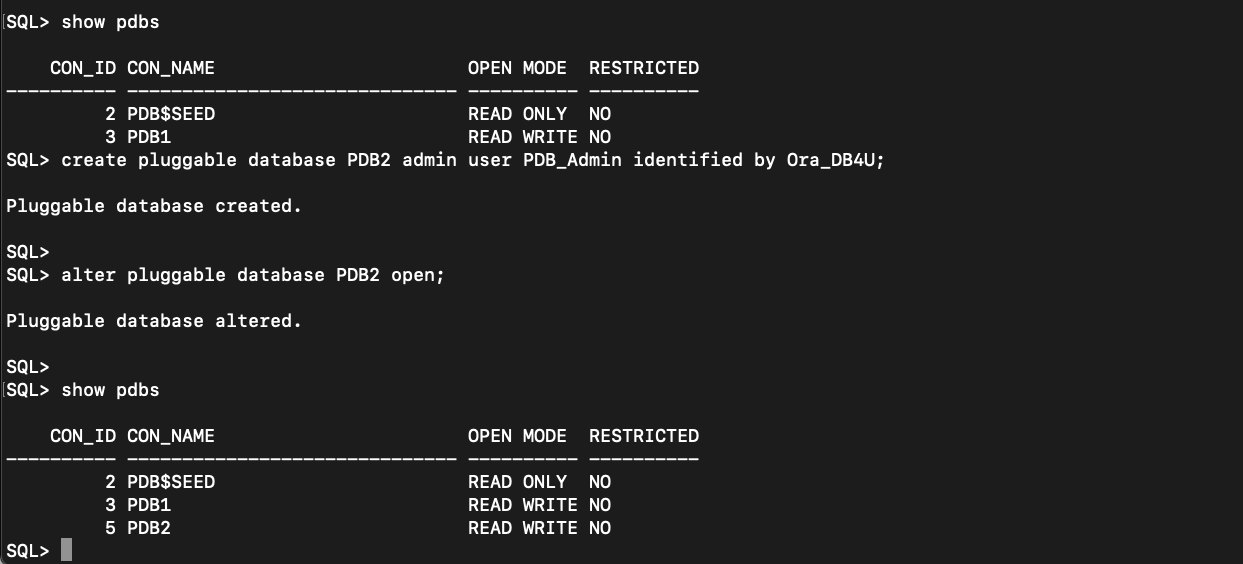 SQL> show pdbs
    CON_ID CON_NAME                       OPEN MODE  RESTRICTED
---------- ------------------------------ ---------- ----------
         2 PDB$SEED                       READ ONLY  NO
         3 PDB1                           READ WRITE NO
SQL> create pluggable database PDB2 admin user PDB_Admin identified by Ora_DB4U;
Pluggable database created.
SQL>
SQL> alter pluggable database PDB2 open;
Pluggable database altered.
SQL>
SQL> show pdbs
    CON_ID CON_NAME                       OPEN MODE  RESTRICTED
---------- ------------------------------ ---------- ----------
         2 PDB$SEED                       READ ONLY  NO
         3 PDB1                           READ WRITE NO
         5 PDB2                           READ WRITE NO
SQL>